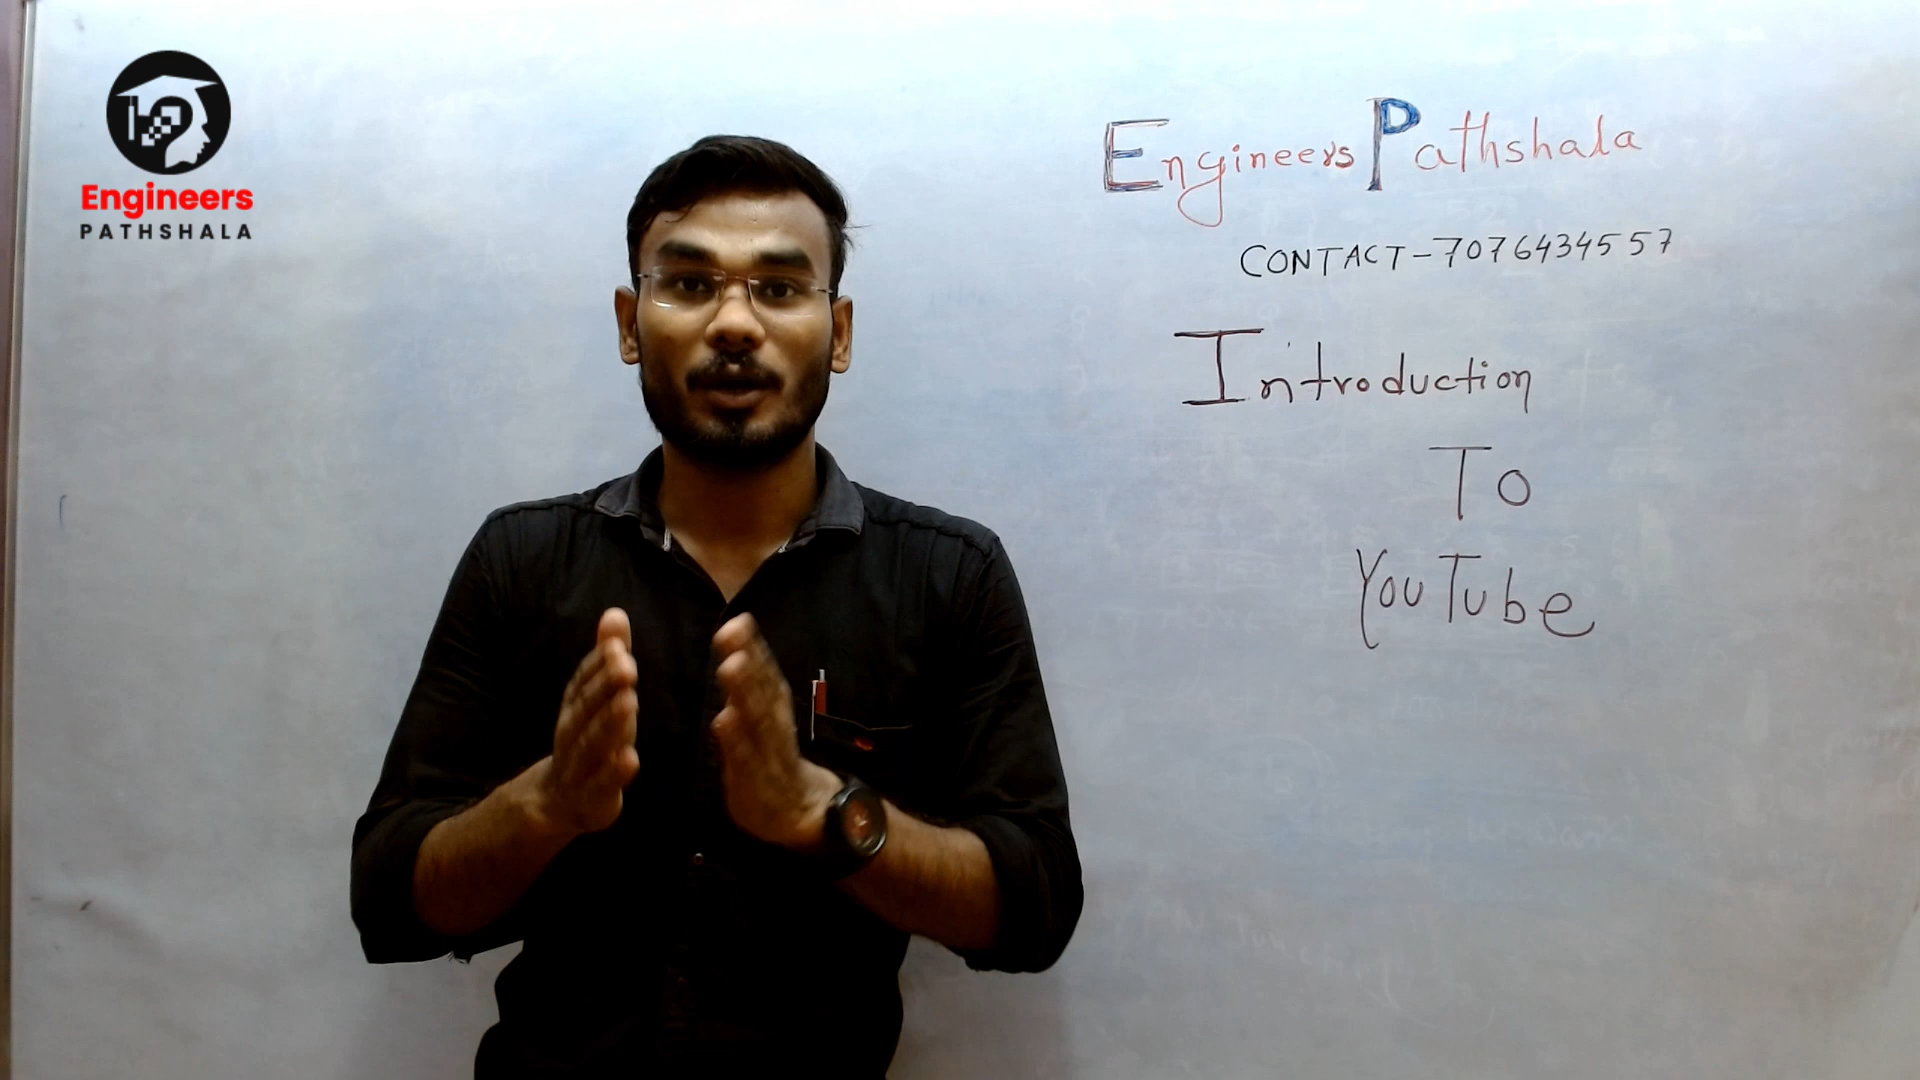 Engineers
PATHSHALA
Engineers Pathshala
CONTACT-7076434557
Introduction
To
YouTube